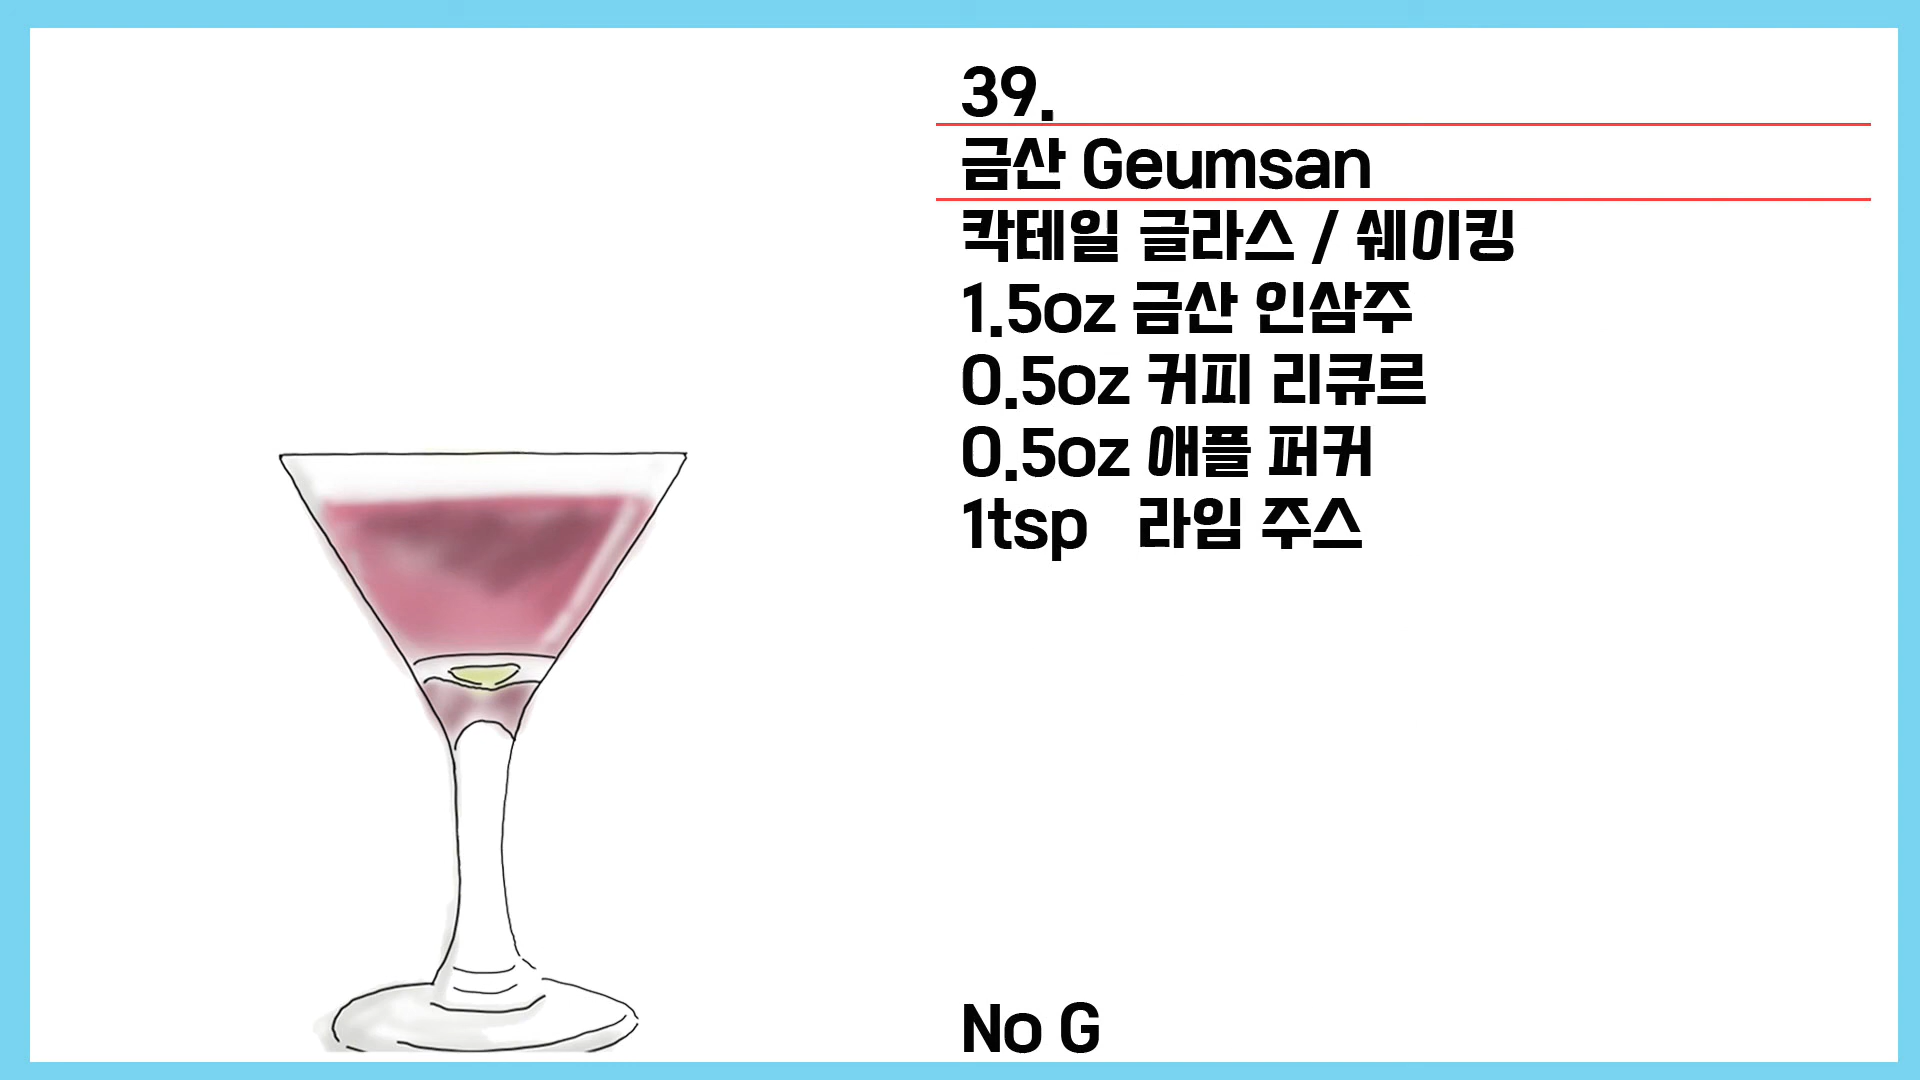 39.
금산 Geumsan
칵테일 글라스 / 쉐이킹
1.5oz 금산 인삼주
0.5oz 커피 리큐르
0.5oz 애플 퍼커
1tsp 라임 주스
No G